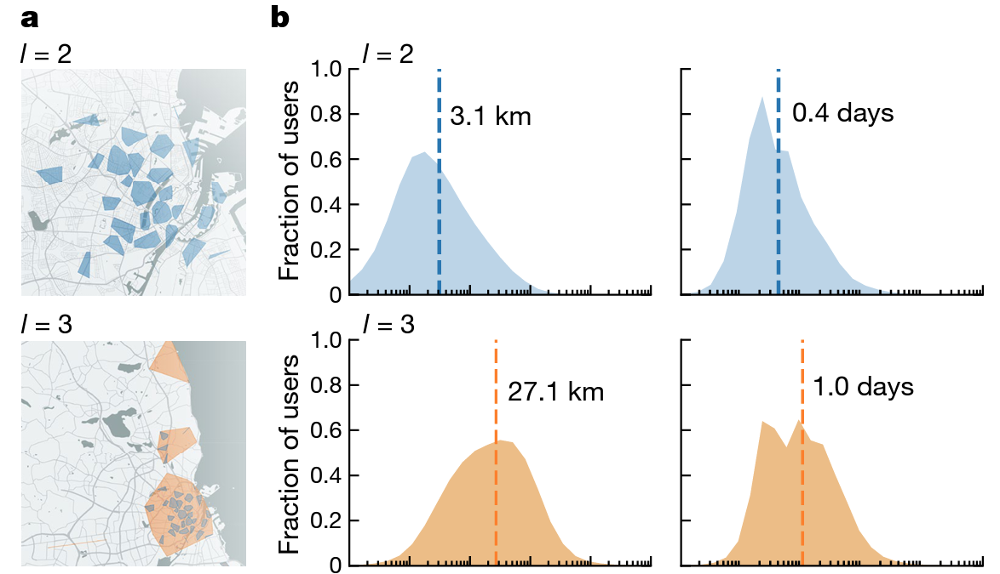 a
b
l = 2
l = 2
1.0
0.8
0.6
0.4
0.2
0
Fraction of users
3.1 km
0.4 days
l = 3
l = 3
1.0
0.8
0.6
0.4
0.2
0
Fraction of users
27.1 km
1.0 days